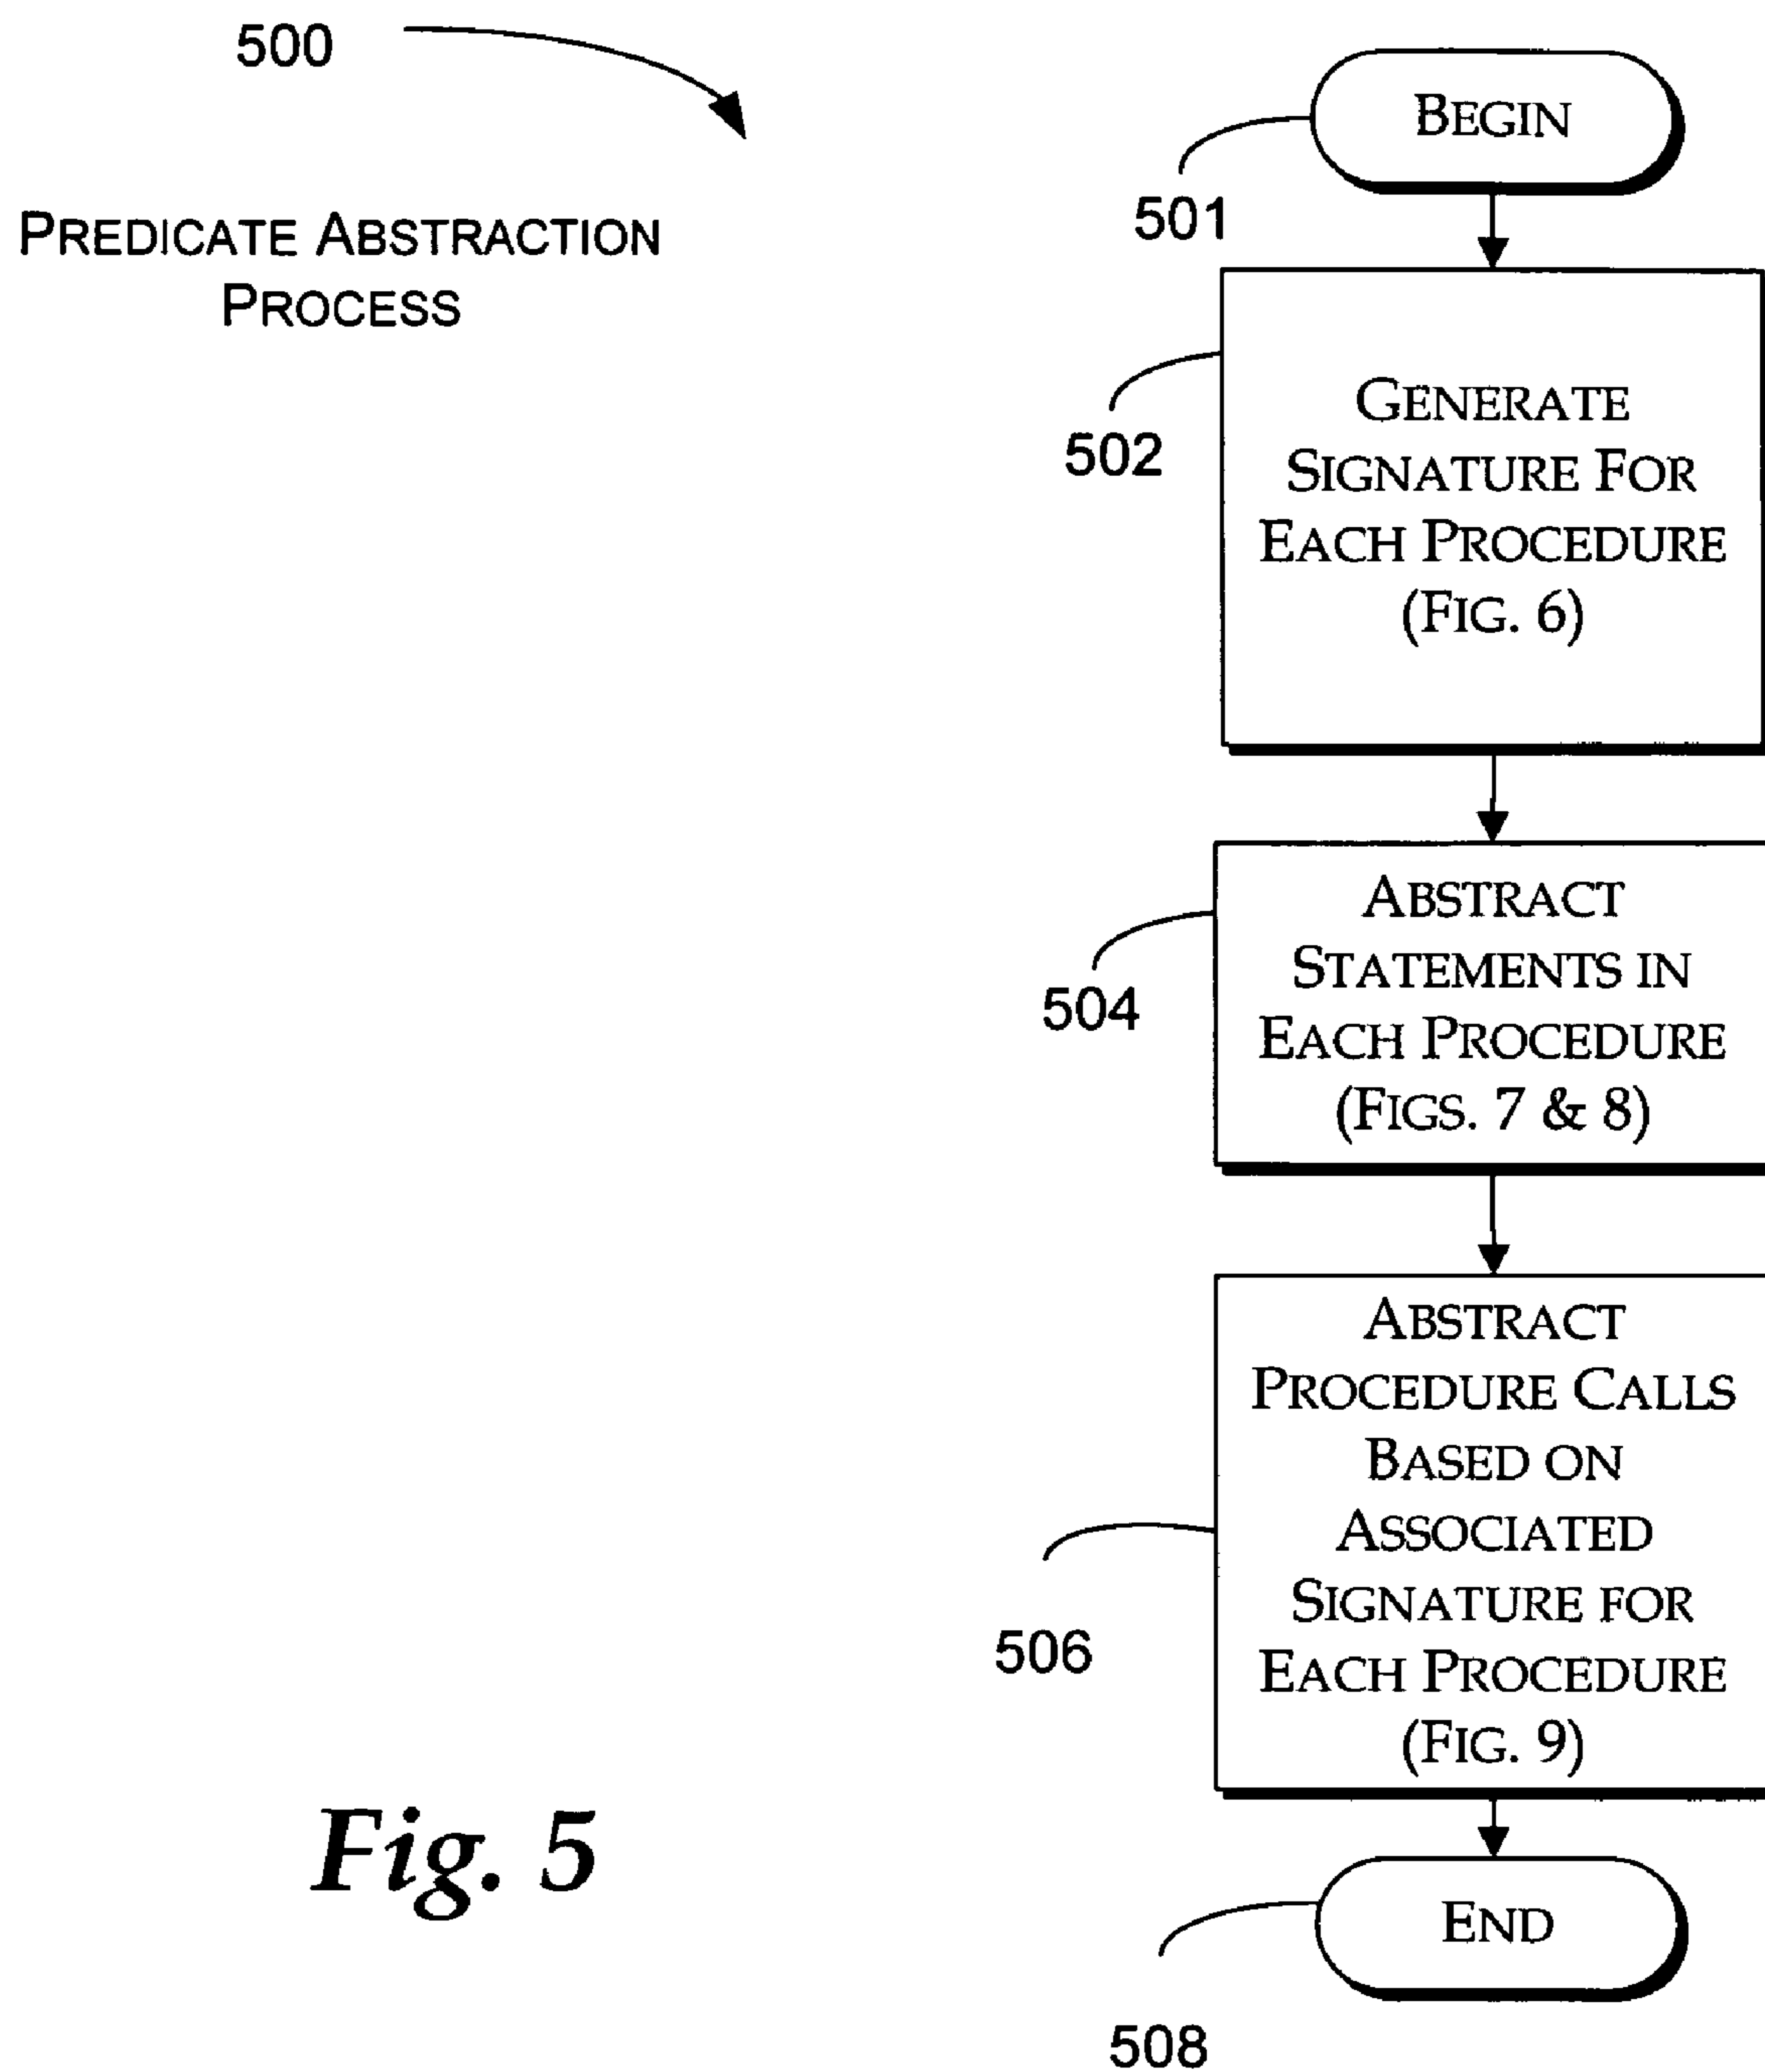 500
PREDICATE ABSTRACTION
PROCESS
BEGIN
501
GENERATE
SIGNATURE FOR
EACH PROCEDURE
(FIG. 6)
502
ABSTRACT
STATEMENTS IN
EACH PROCEDURE
(FIGS. 7 & 8)
504
ABSTRACT
PROCEDURE CALLS
BASED ON
ASSOCIATED
SIGNATURE FOR
EACH PROCEDURE
(FIG. 9)
506
END
508
Fig. 5